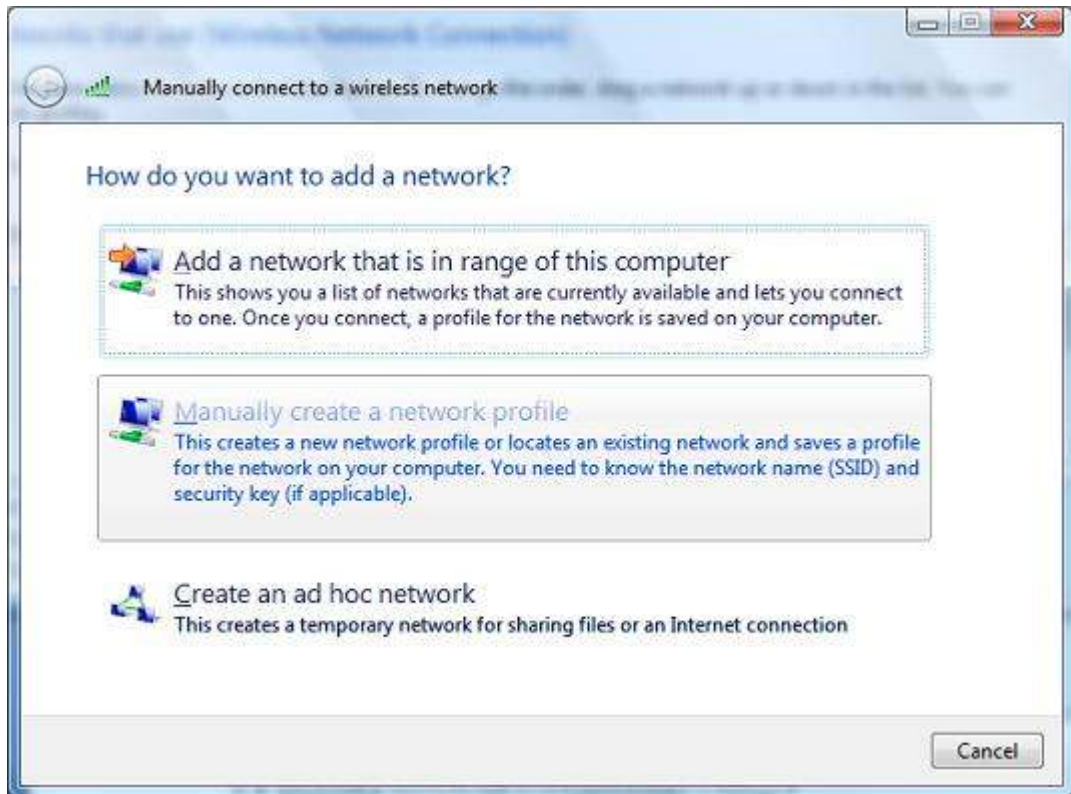 Manually connect to a wireless network
How do you want to add a network?
Add a network that is in range of this computer
This shows you a list of networks that are currently available and lets you connect
to one. Once you connect, a profile for the network is saved on your computer.
Manually create a network profile
This creates a new network profile or locates an existing network and saves a profile
for the network on your computer. You need to know the network name (SSID) and
security key (if applicable).
Create an ad hoc network
This creates a temporary network for sharing files or an Internet connection
Cancel